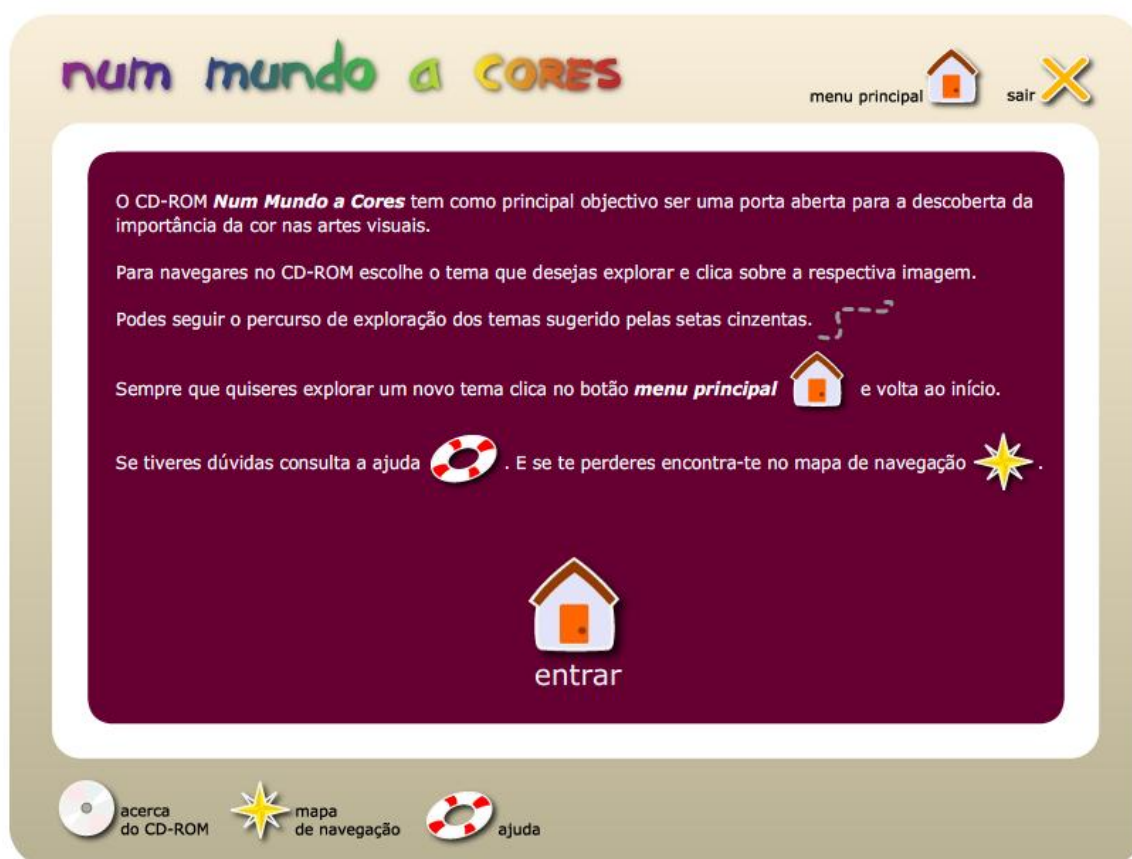 num mundo a CORES
menu principal
sair
O CD-ROM Num Mundo a Cores tem como principal objectivo ser uma porta aberta para a descoberta da
importância da cor nas artes visuais.
Para navegares no CD-ROM escolhe o tema que desejas explorar e clica sobre a respectiva imagem.
Podes seguir o percurso de exploração dos temas sugerido pelas setas cinzentas.
Sempre que quiseres explorar um novo tema clica no botão menu principal e volta ao início.
Se tiveres dúvidas consulta a ajuda . E se te perderes encontra-te no mapa de navegação .
entrar
acerca
do CD-ROM
mapa
de navegação
ajuda